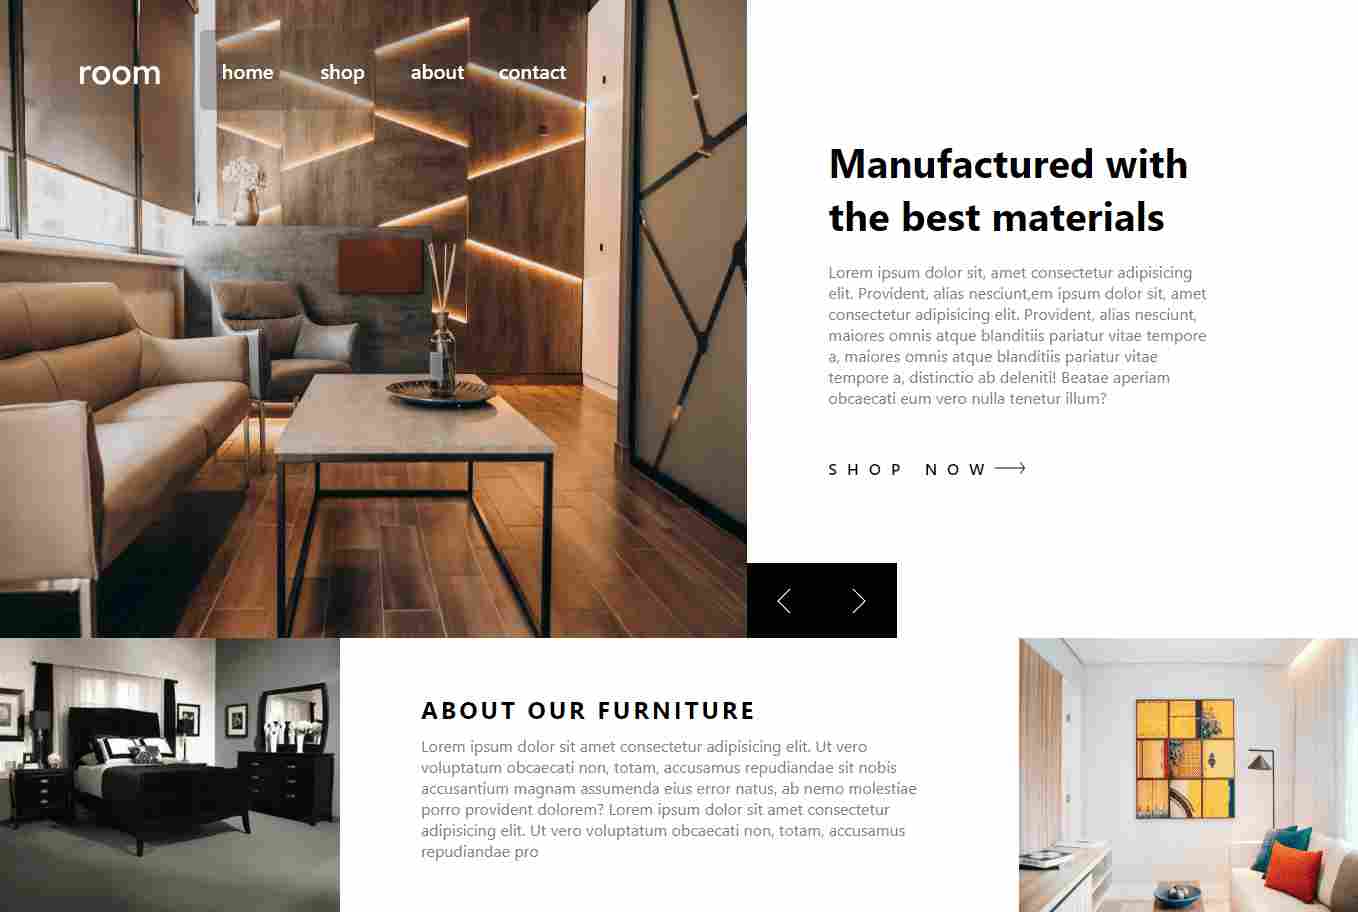 room
home shop about contact
Manufactured with
the best materials
Lorem ipsum dolor sit, amet consectetur adipisicing
elit. Provident, alias nesciunt,em ipsum dolor sit, amet
consectetur adipisicing elit. Provident, alias nesciunt,
maiores omnis atque blanditiis pariatur vitae tempore
a, maiores omnis atque blanditiis pariatur vitae
tempore a, distinctio ab deleniti! Beatae aperiam
obcaecati eum vero nulla tenetur illum?
SHOP NOW
ABOUT OUR FURNITURE
Lorem ipsum dolor sit amet consectetur adipisicing elit. Ut vero
voluptatum obcaecati non, totam, accusamus repudiandae sit nobis
accusantium magnam assumenda eius error natus, ab nemo molestiae
porro provident dolorem? Lorem ipsum dolor sit amet consectetur
adipisicing elit. Ut vero voluptatum obcaecati non, totam, accusamus
repudiandae pro